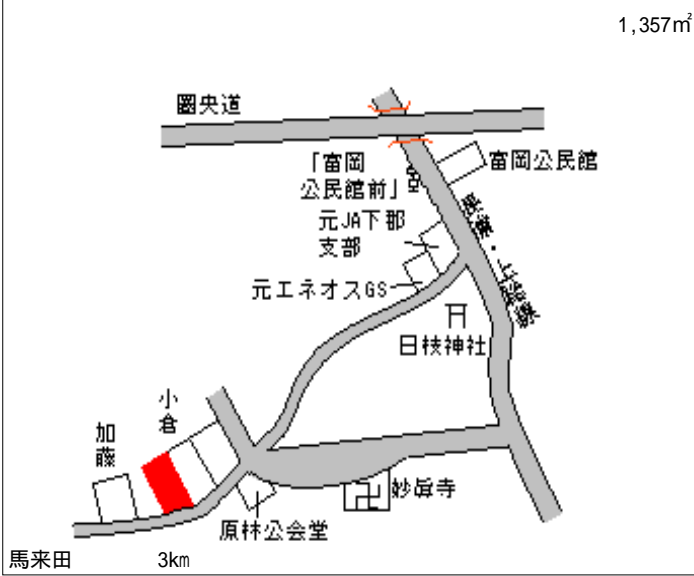 1,357㎡
圏央道
「富岡
公民館前」
富岡公民館
元JA下郡
支部
元エネオスGS
日枝神社
小倉
加藤
妙眞寺
原林公会堂
馬来田 3km